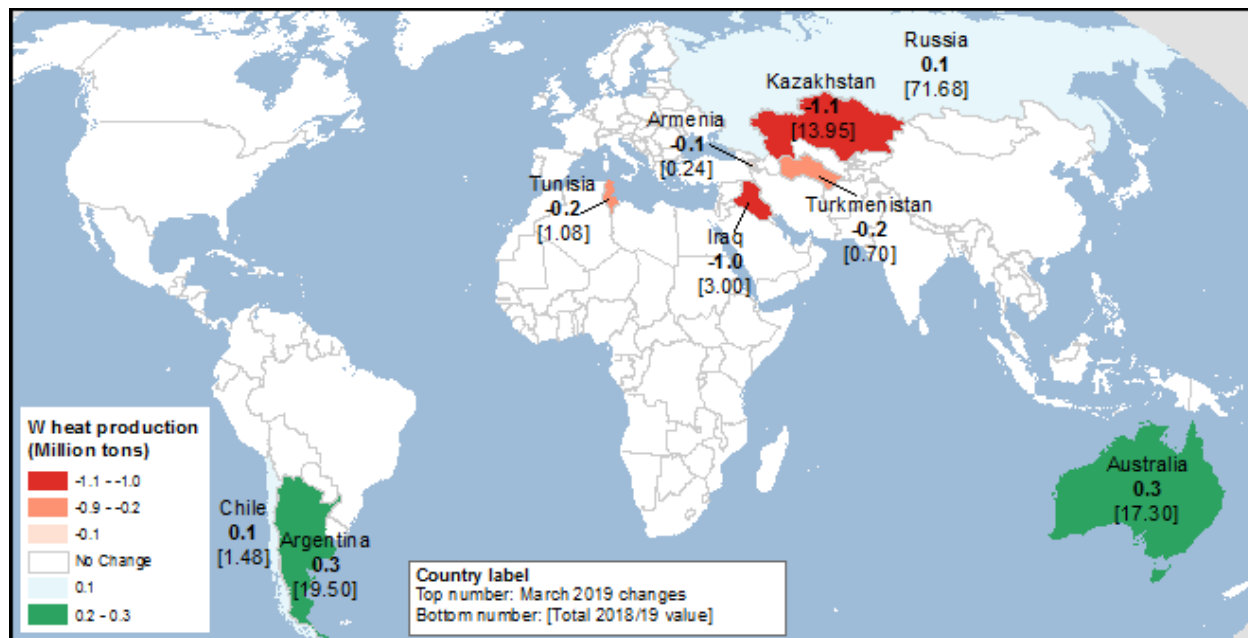 Russia
0.1
[71.68]
Kazakhstan
-1.1
[13.95]
Armenia
-0.1
[0.24]
Tunisia
-0.2
[1.08]
Turkmenistan
-0.2
[0.70]
Iraq
-1.0
[3.00]
Australia
0.3
[17.30]
Chile
0.1
[1.48]
Argentina
0.3
[19.50]
Wheat production
(Million tons)
-1.1 - -1.0
-0.9 - -0.2
-0.1
No Change
0.1
0.2 - 0.3
Country label
Top number: March 2019 changes
Bottom number: [Total 2018/19 value]